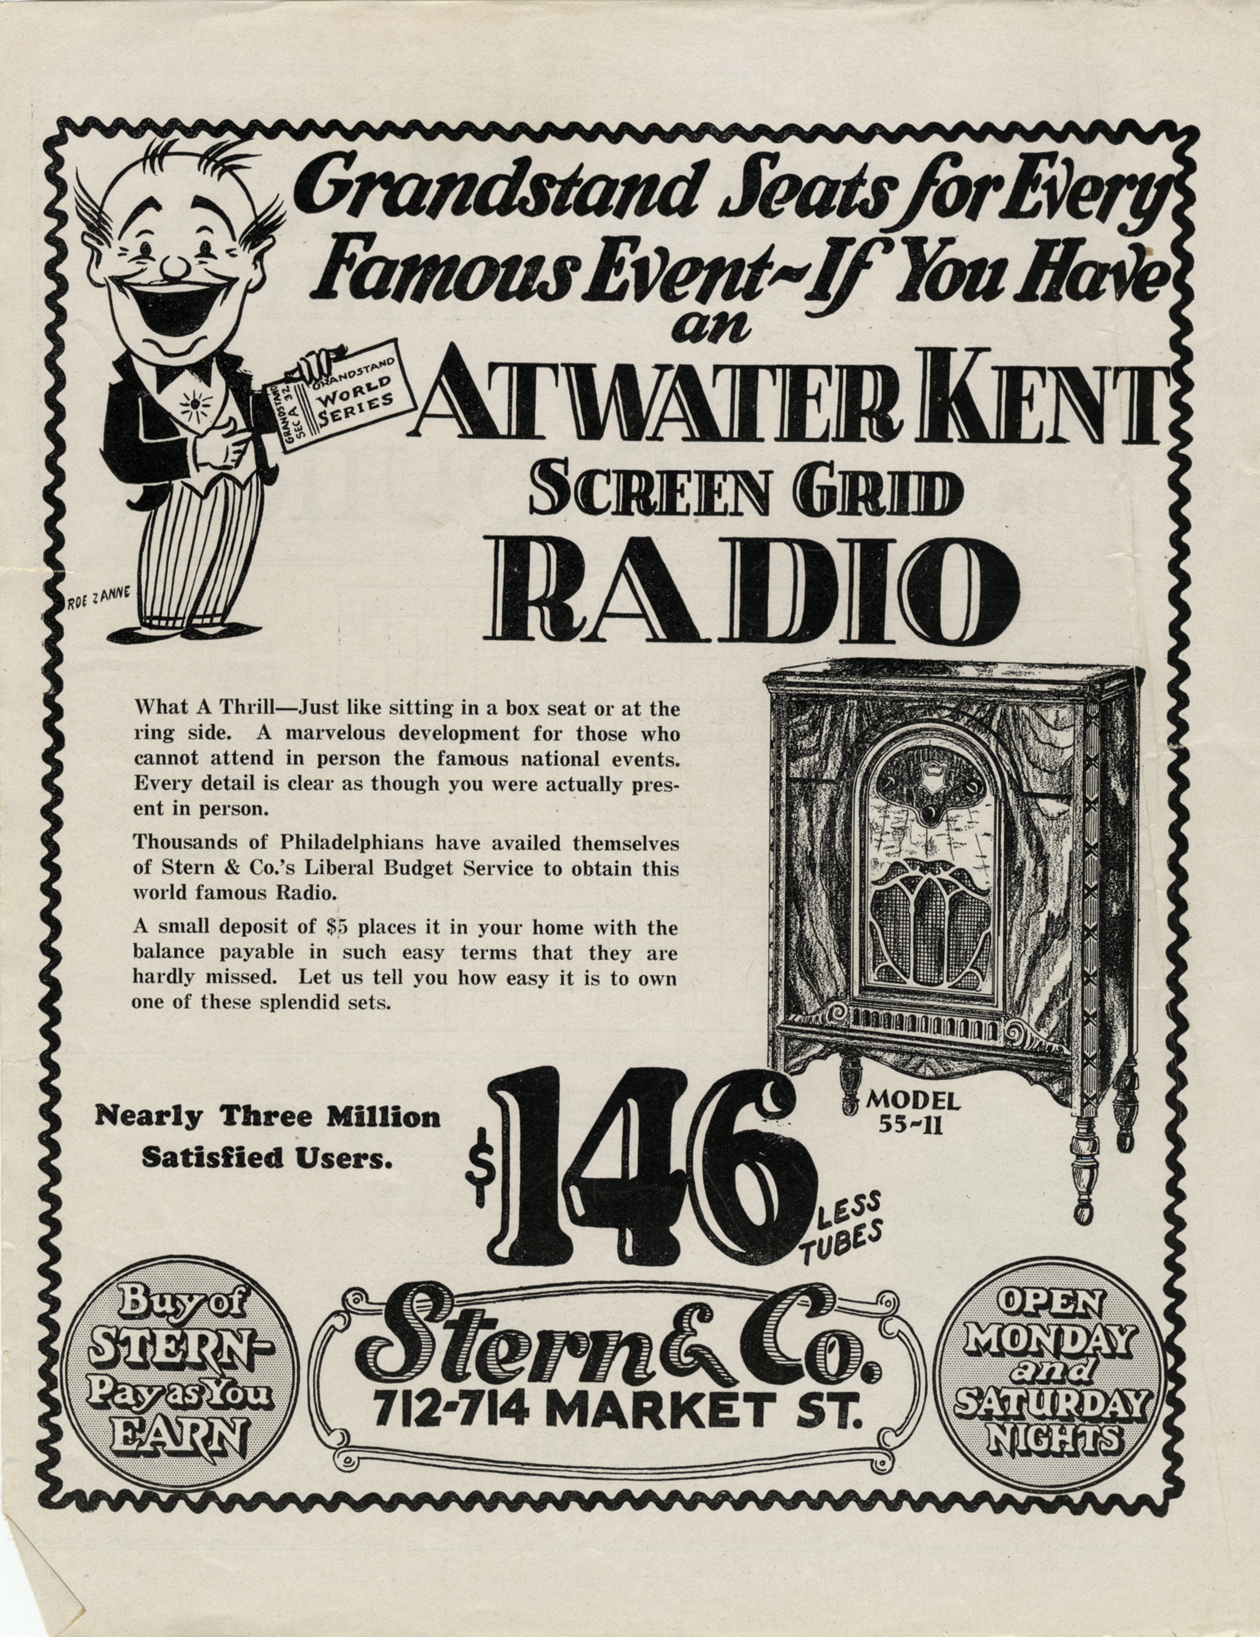 Grandstand Seats for Every
Famous Event~If You Have
an
ATWATER KENT
SCREEN GRID
RADIO
GRANDSTAND
SEC A 32
GRANDSTAND
WORLD
SERIES
ROE ZANNE
What A Thrill—Just like sitting in a box seat or at the
ring side. A marvelous development for those who
cannot attend in person the famous national events.
Every detail is clear as though you were actually pres-
ent in person.
Thousands of Philadelphians have availed themselves
of Stern & Co.'s Liberal Budget Service to obtain this
world famous Radio.
A small deposit of $5 places it in your home with the
balance payable in such easy terms that they are
hardly missed. Let us tell you how easy it is to own
one of these splendid sets.
MODEL
55~11
Nearly Three Million
Satisfied Users.
$146
LESS
TUBES
Buy of
STERN-
Pay as You
EARN
Stern & Co.
712-714 MARKET ST.
OPEN
MONDAY
and
SATURDAY
NIGHTS